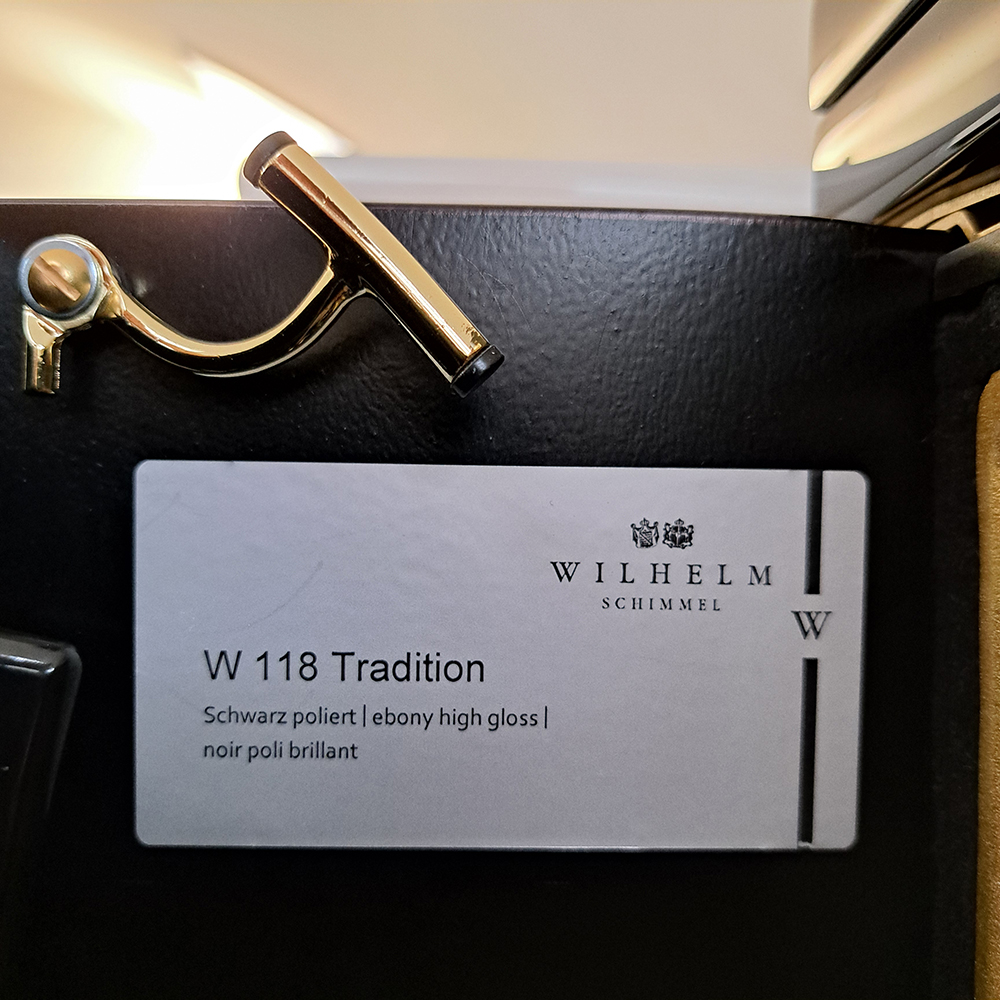 WILHELM
SCHIMMEL
W
W 118 Tradition
Schwarz poliert | ebony high gloss |
noir poli brillant